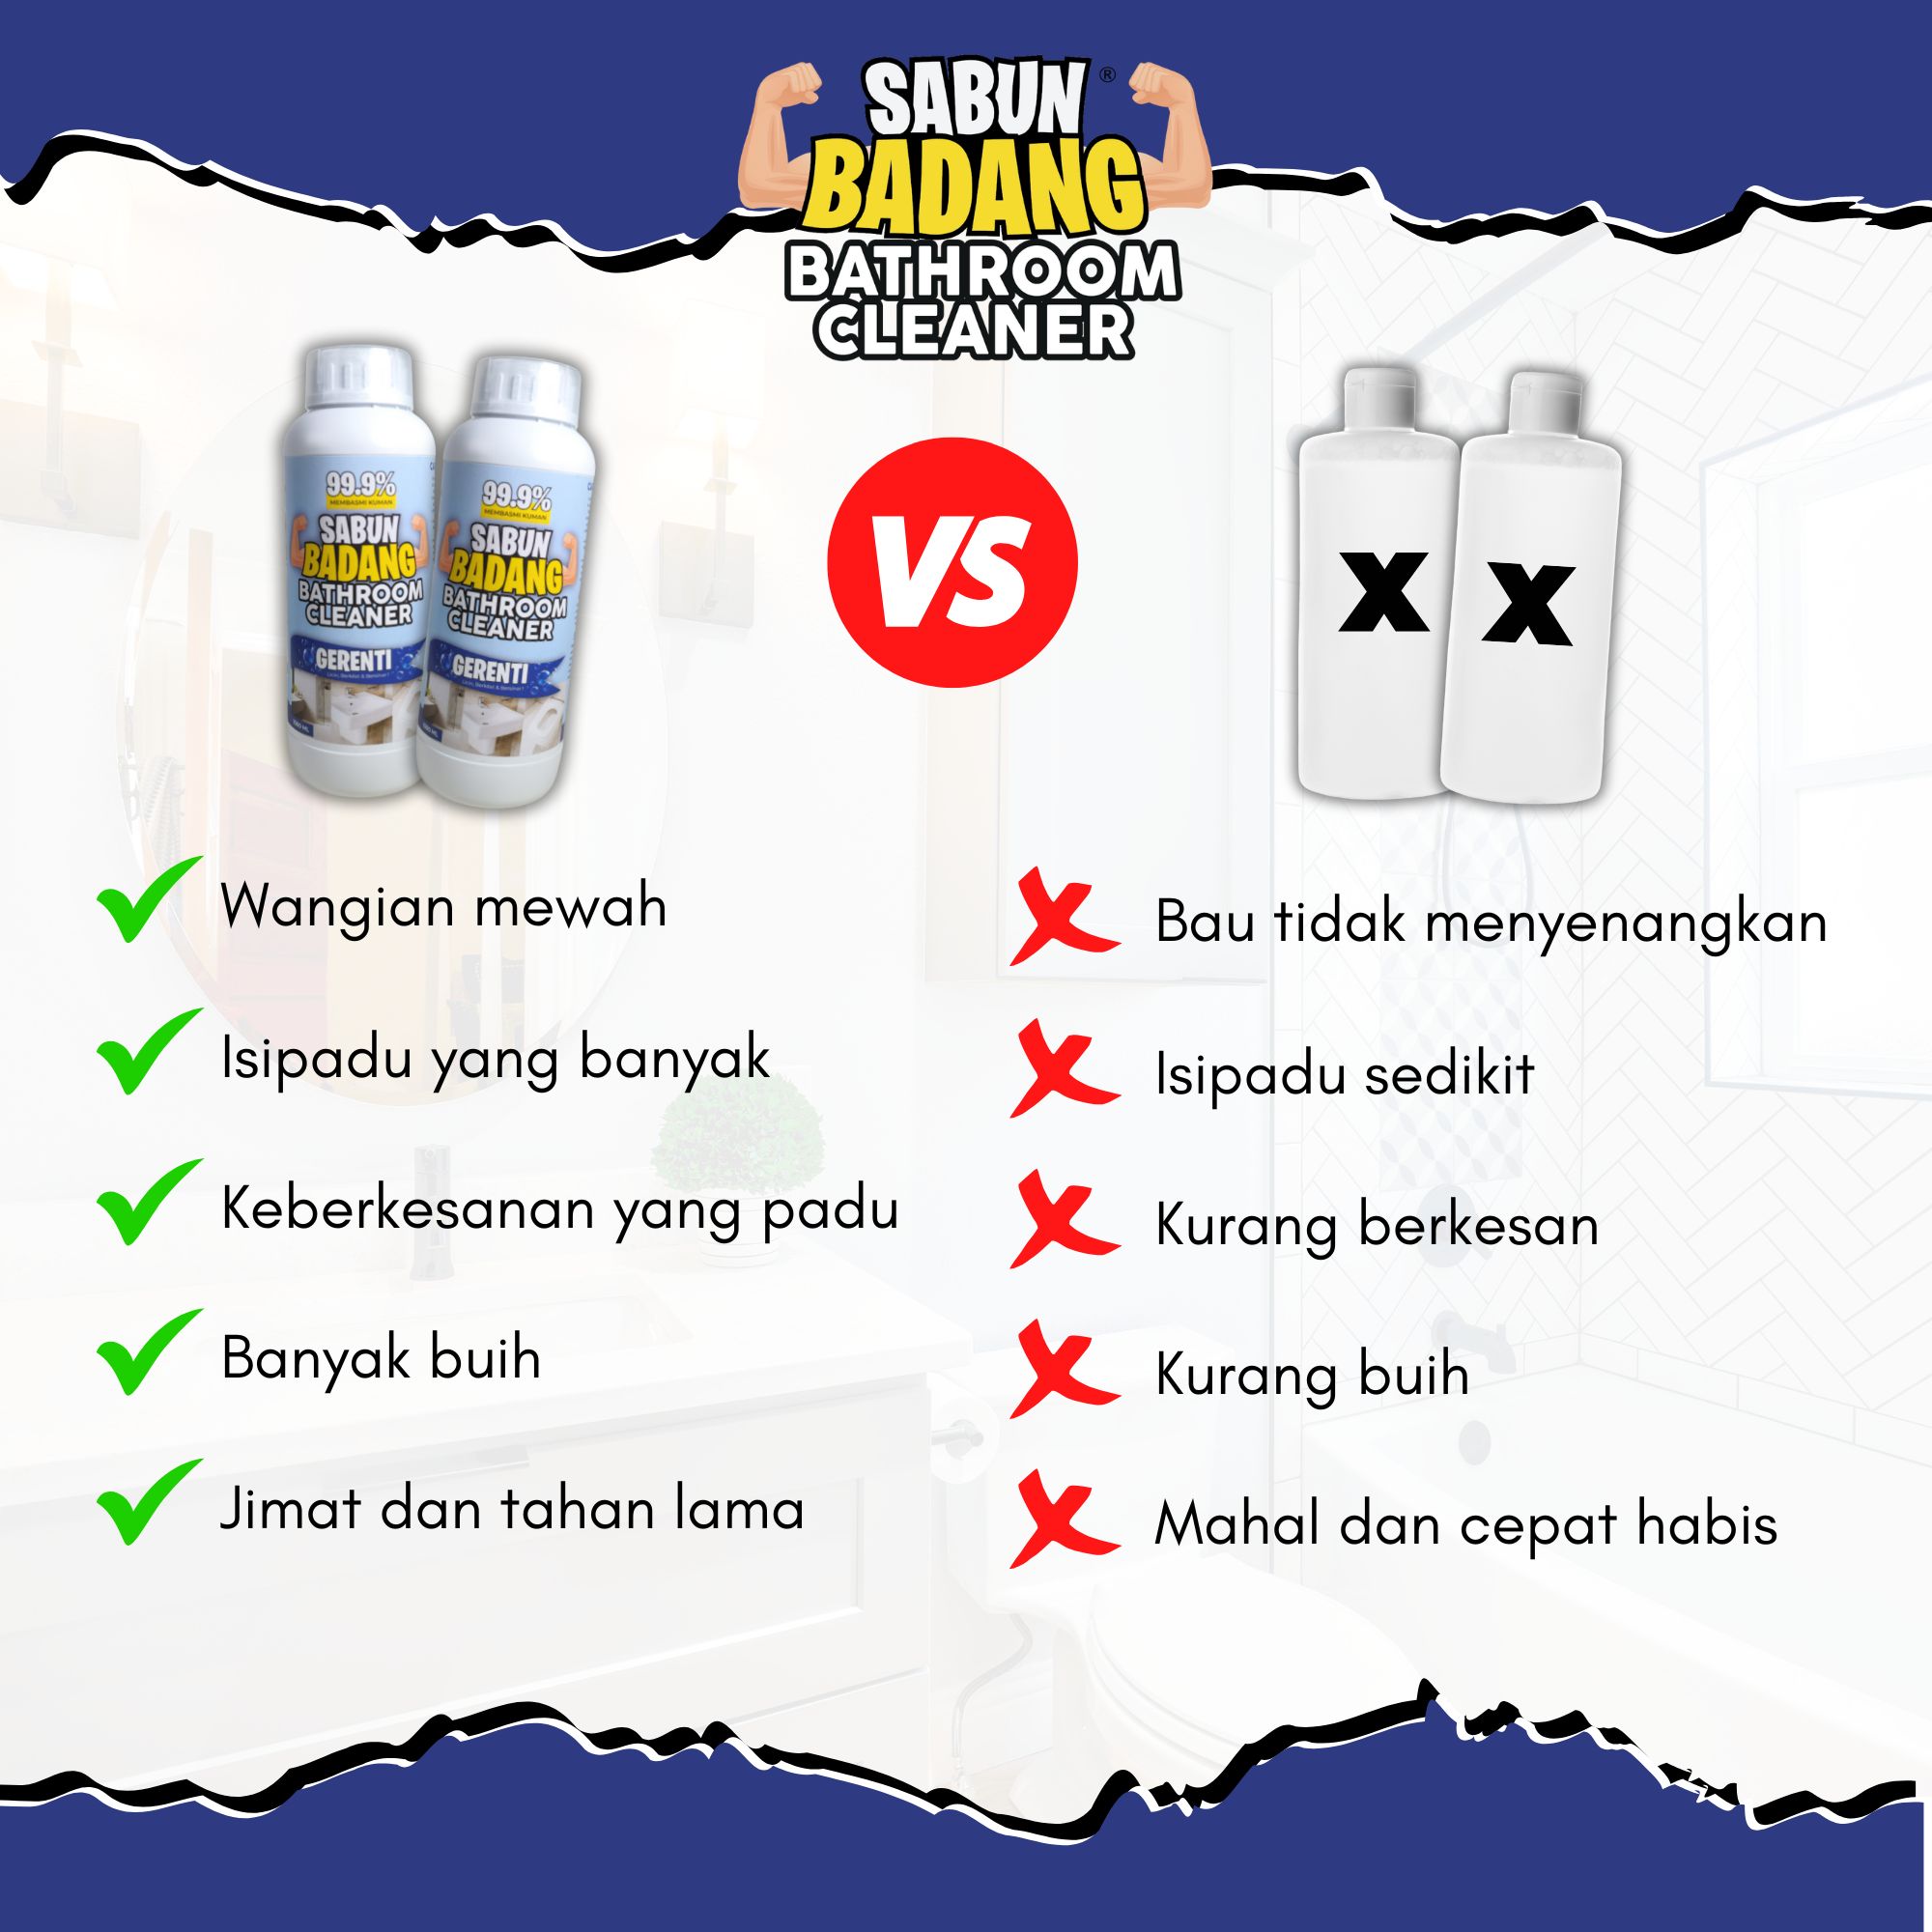 SABUN ®
BADANG
BATHROOM
CLEANER
99.9%
MEMBASMI KUMAN
SABUN
BADANG
BATHROOM
CLEANER
GERENTI
99.9%
MEMBASMI KUMAN
SABUN
BADANG
BATHROOM
CLEANER
GERENTI
VS
X
X
Wangian mewah
Isipadu yang banyak
Keberkesanan yang padu
Banyak buih
Jimat dan tahan lama
Bau tidak menyenangkan
Isipadu sedikit
Kurang berkesan
Kurang buih
Mahal dan cepat habis